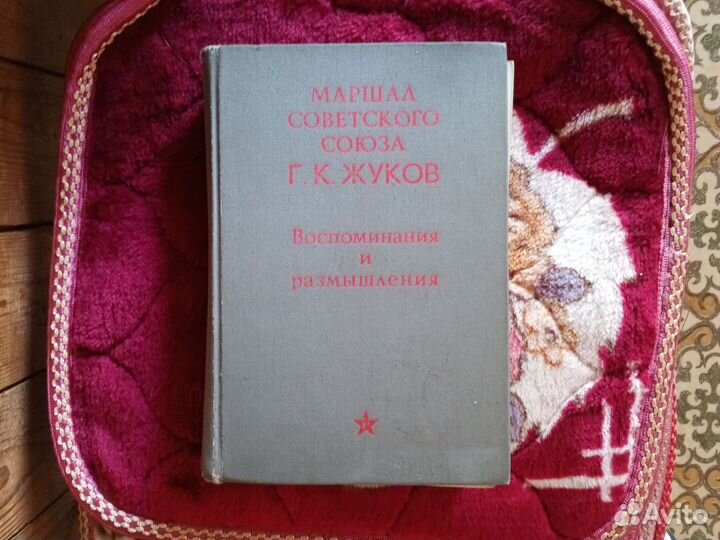 МАРШАЛ
СОВЕТСКОГО
СОЮЗА
Г. К. ЖУКОВ
Воспоминания
и
размышления
Avito